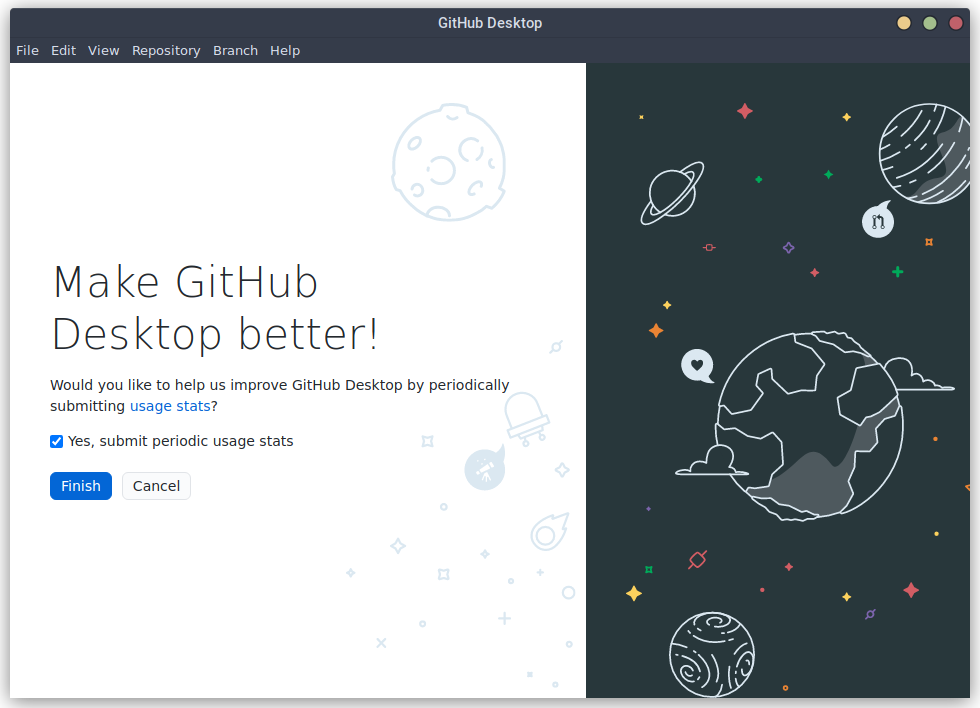 GitHub Desktop
File Edit View Repository Branch Help
Make GitHub
Desktop better!
Would you like to help us improve GitHub Desktop by periodically
submitting usage stats?
Yes, submit periodic usage stats
Finish Cancel